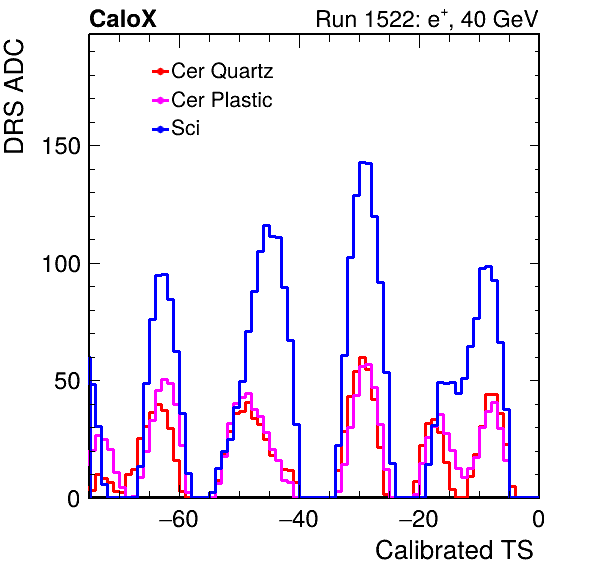 CaloX Run 1522: e⁺, 40 GeV
DRS ADC
Cer Quartz
Cer Plastic
Sci
150
100
50
0
−60 −40 −20 0
Calibrated TS